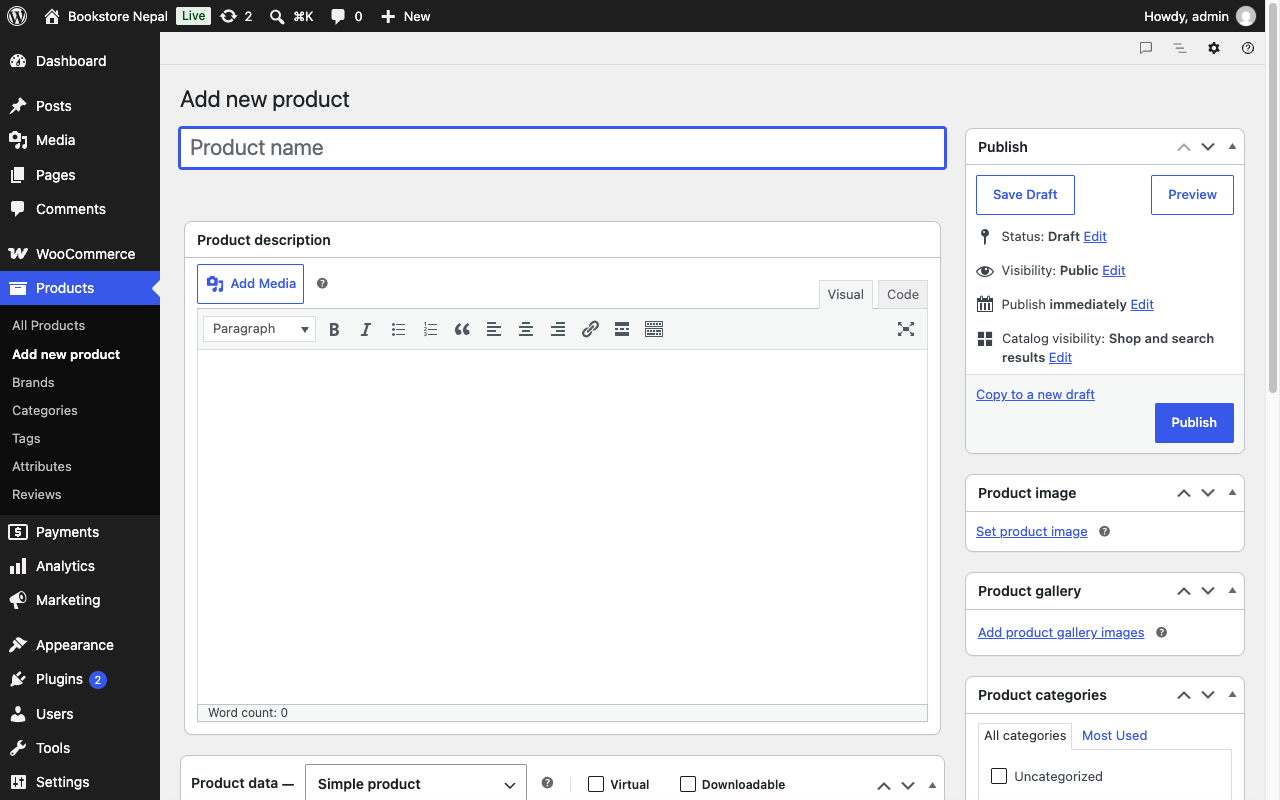 Bookstore Nepal Live 2 ⌘K 0 New Howdy, admin
Dashboard
Posts
Media
Pages
Comments
WooCommerce
Products
All Products
Add new product
Brands
Categories
Tags
Attributes
Reviews
Payments
Analytics
Marketing
Appearance
Plugins 2
Users
Tools
Settings
Add new product
Product name
Product description
Add Media
Visual Code
Paragraph
Word count: 0
Product data — Simple product Virtual Downloadable
Publish
Save Draft Preview
Status: Draft Edit
Visibility: Public Edit
Publish immediately Edit
Catalog visibility: Shop and search
results Edit
Copy to a new draft
Publish
Product image
Set product image
Product gallery
Add product gallery images
Product categories
All categories Most Used
Uncategorized